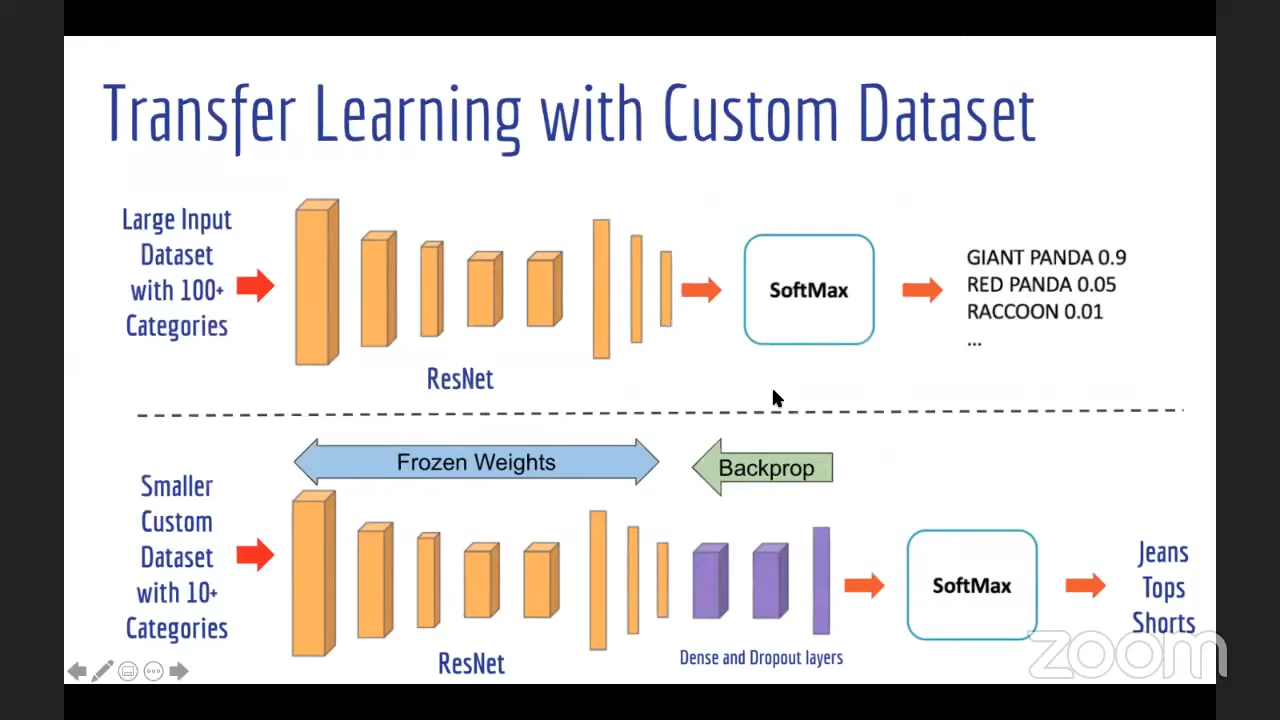 Transfer Learning with Custom Dataset
Large Input
Dataset
with 100+
Categories
SoftMax
GIANT PANDA 0.9
RED PANDA 0.05
RACCOON 0.01
...
ResNet
Frozen Weights
Backprop
Smaller
Custom
Dataset
with 10+
Categories
SoftMax
Jeans
Tops
Shorts
ResNet
Dense and Dropout layers
zoom